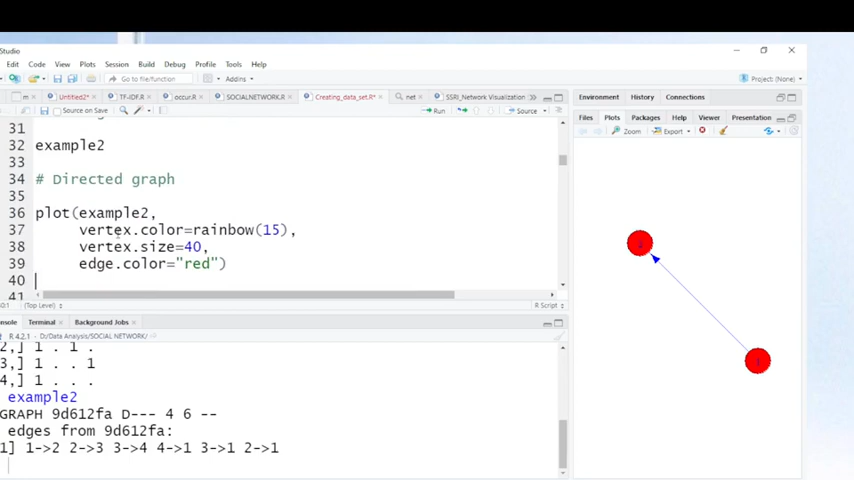 Studio
Edit Code View Plots Session Build Debug Profile Tools Help
Go to file/function
Addins
Project: (None)
Untitled2*
TF-IDF.R
occur.R
SOCIALNETWORK.R
Creating_data_set.R*
net
SSRI_Network Visualization
Source on Save
Run
Source
31
32 example2
33
34 # Directed graph
35
36 plot(example2,
37 vertex.color=rainbow(15),
38 vertex.size=40,
39 edge.color="red")
40
41
(Top Level)
R Script
Console Terminal Background Jobs
R 4.2.1 · D:/Data Analysis/SOCIAL NETWORK/
2,] 1 . 1 .
3,] 1 . . 1
4,] 1 . . .
example2
GRAPH 9d612fa D--- 4 6 --
edges from 9d612fa:
1] 1->2 2->3 3->4 4->1 3->1 2->1
Environment History Connections
Files Plots Packages Help Viewer Presentation
Zoom Export